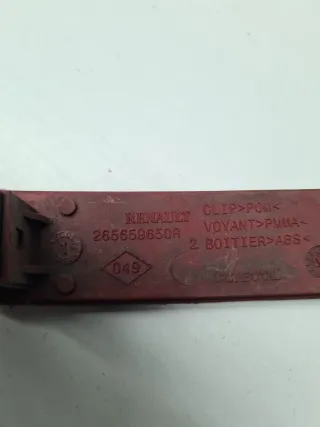 RENAULT CLIP>POM<
VOYANT>PMMA<
265659650R 2 BOITIER>ABS<
049